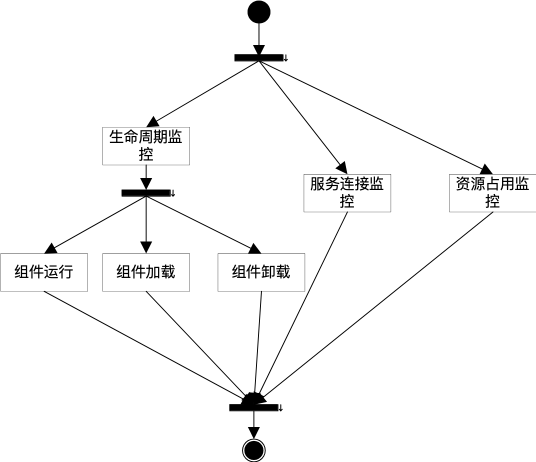 生命周期监
控
服务连接监
控
资源占用监
控
组件运行
组件加载
组件卸载